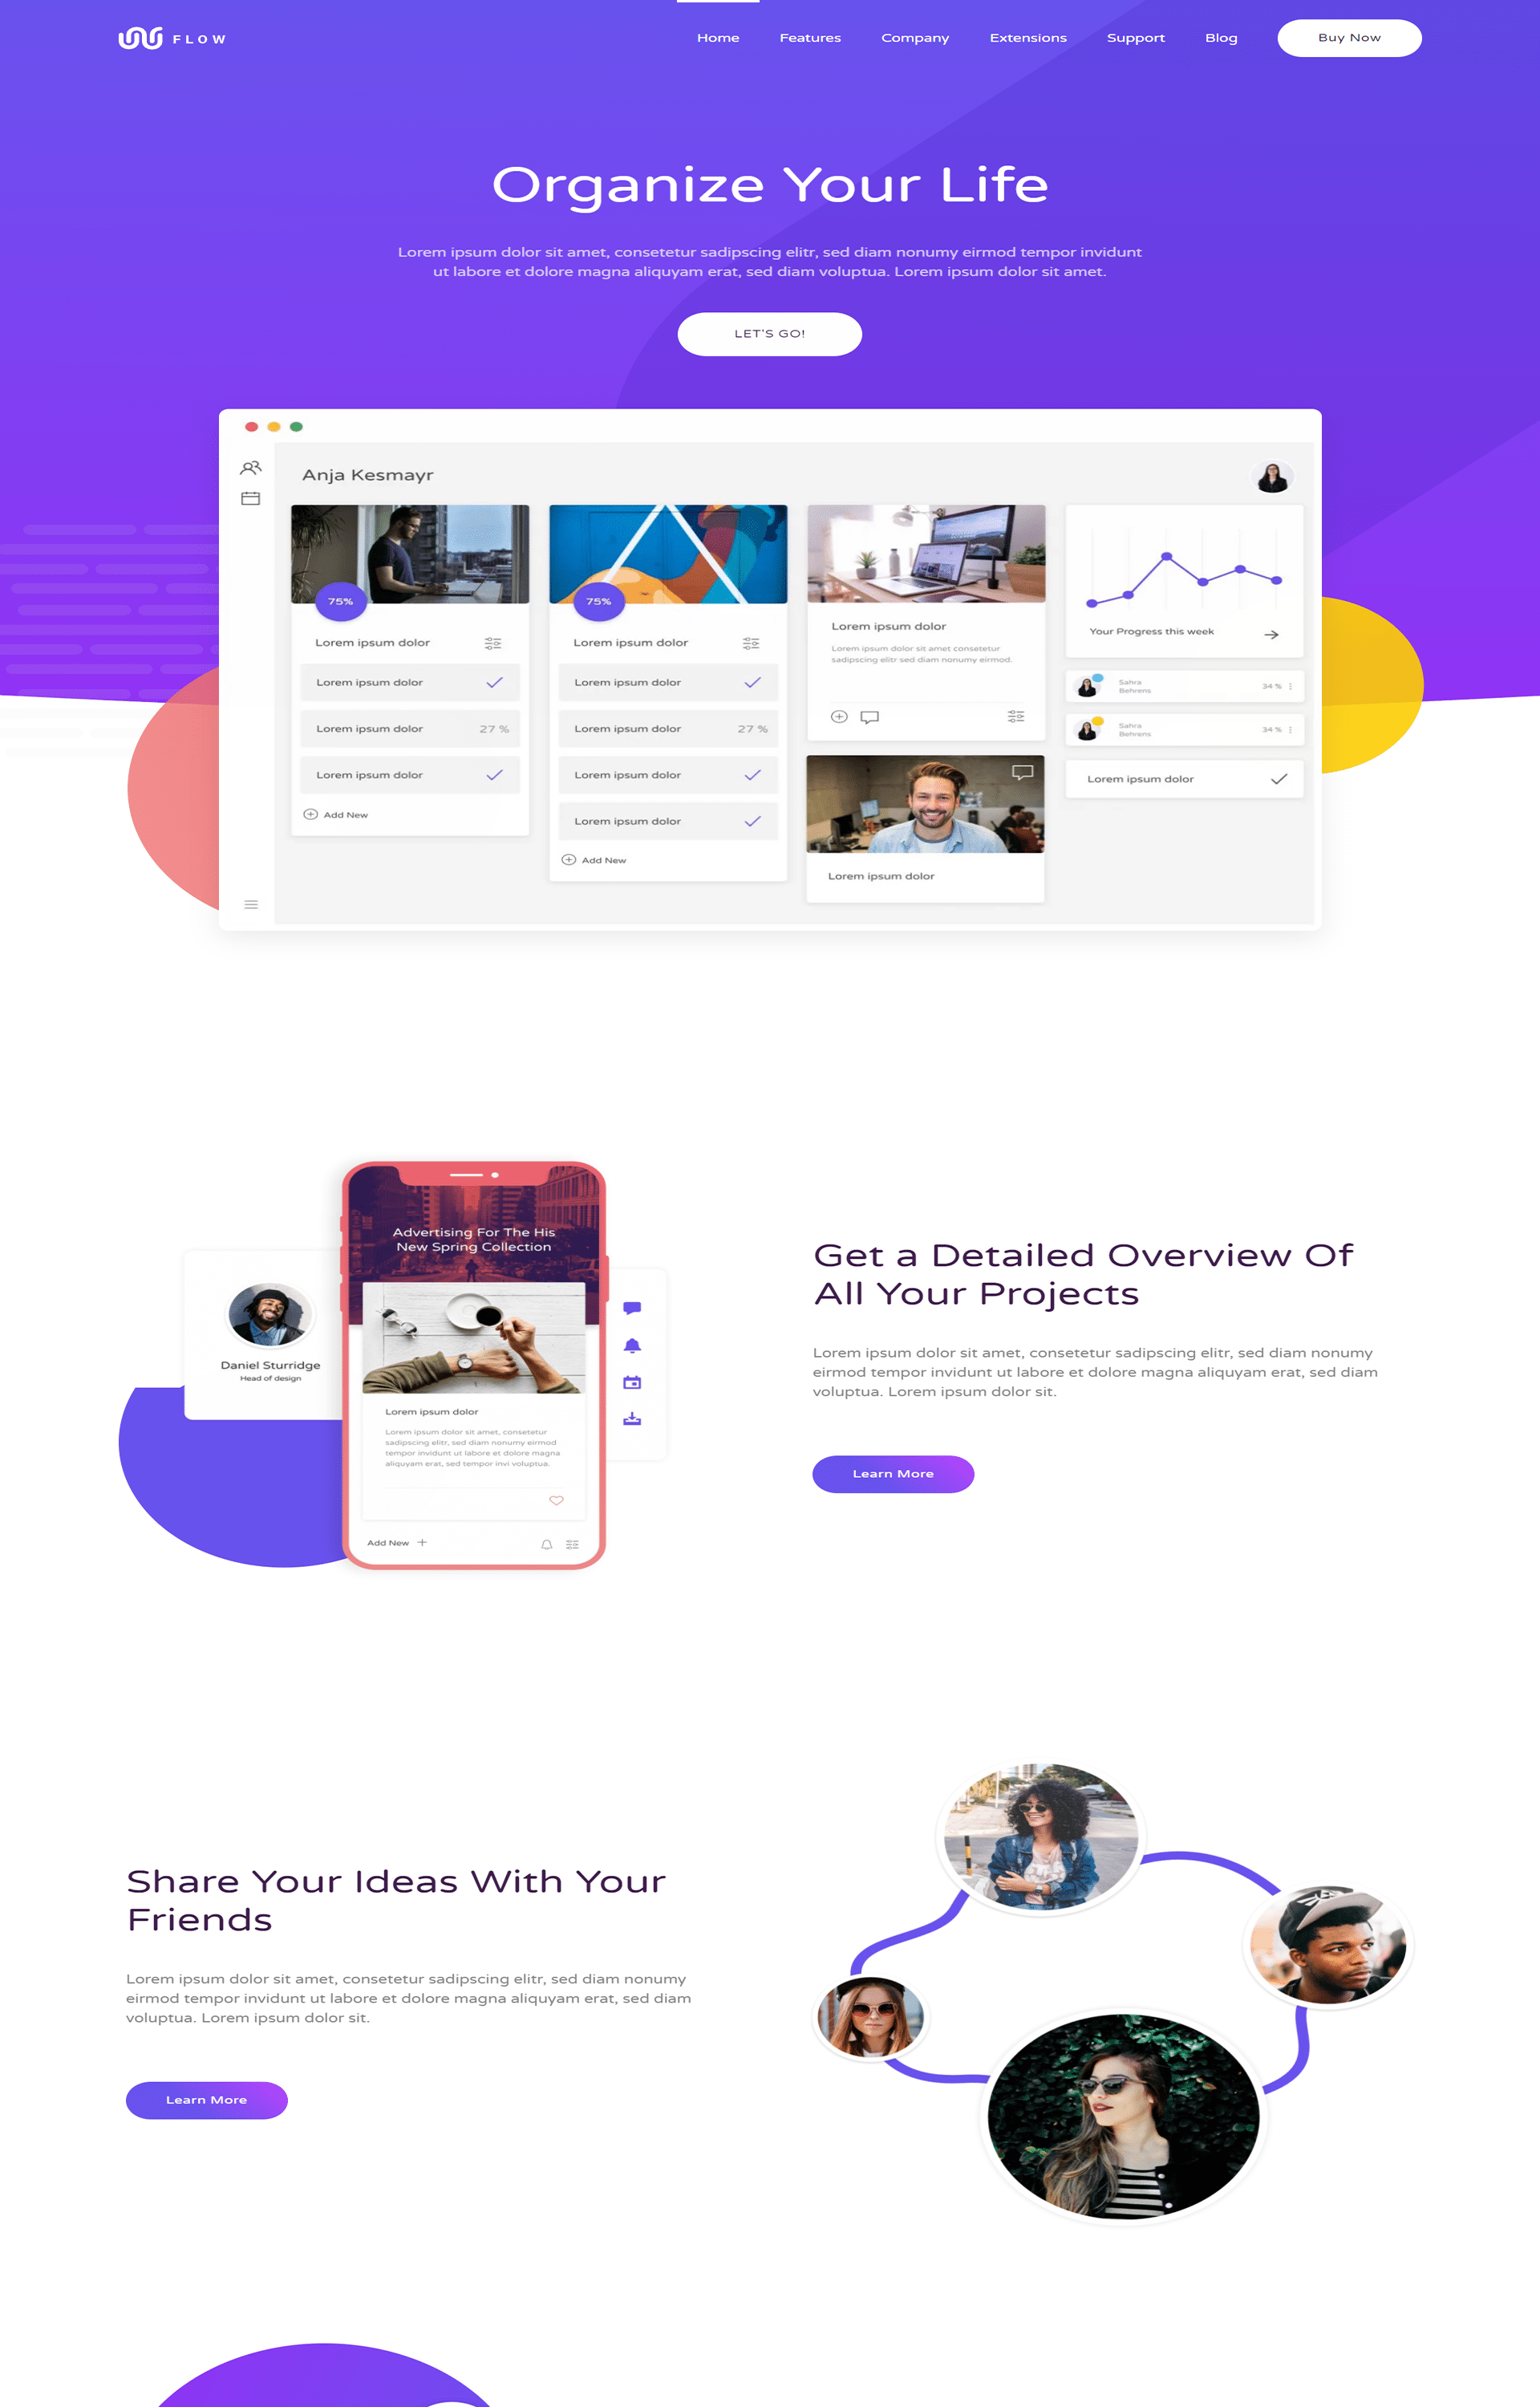 FLOW
Home
Features
Company
Extensions
Support
Blog
Buy Now
Organize Your Life
Lorem ipsum dolor sit amet, consetetur sadipscing elitr, sed diam nonumy eirmod tempor invidunt
ut labore et dolore magna aliquyam erat, sed diam voluptua. Lorem ipsum dolor sit amet.
LET'S GO!
Anja Kesmayr
75%
Lorem ipsum dolor
Lorem ipsum dolor
Lorem ipsum dolor
27 %
Lorem ipsum dolor
Add New
75%
Lorem ipsum dolor
Lorem ipsum dolor
Lorem ipsum dolor
27 %
Lorem ipsum dolor
Lorem ipsum dolor
Add New
Lorem ipsum dolor
Lorem ipsum dolor sit amet consetetur
sadipscing elitr sed diam nonumy eirmod.
Lorem ipsum dolor
Your Progress this week
Sahra
Behrens
34 %
Sahra
Behrens
34 %
Lorem ipsum dolor
Daniel Sturridge
Head of design
Advertising For The His
New Spring Collection
Lorem ipsum dolor
Lorem ipsum dolor sit amet, consetetur
sadipscing elitr, sed diam nonumy eirmod
tempor invidunt ut labore et dolore magna
aliquyam erat, sed tempor invi voluptua.
Add New
Get a Detailed Overview Of
All Your Projects
Lorem ipsum dolor sit amet, consetetur sadipscing elitr, sed diam nonumy
eirmod tempor invidunt ut labore et dolore magna aliquyam erat, sed diam
voluptua. Lorem ipsum dolor sit.
Learn More
Share Your Ideas With Your
Friends
Lorem ipsum dolor sit amet, consetetur sadipscing elitr, sed diam nonumy
eirmod tempor invidunt ut labore et dolore magna aliquyam erat, sed diam
voluptua. Lorem ipsum dolor sit.
Learn More